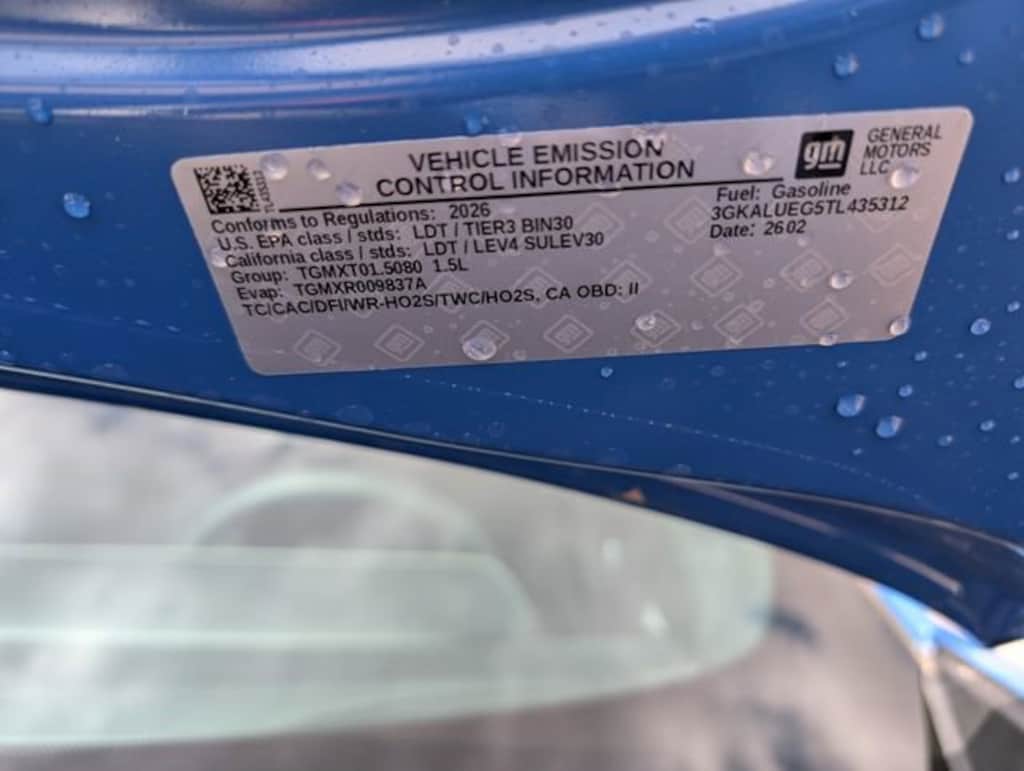 VEHICLE EMISSION
CONTROL INFORMATION
gm
GENERAL
MOTORS
LLC
TL435312
Conforms to Regulations: 2026
U.S. EPA class / stds: LDT / TIER3 BIN30
California class / stds: LDT / LEV4 SULEV30
Group: TGMXT01.5080 1.5L
Evap: TGMXR009837A
TC/CAC/DFI/WR-HO2S/TWC/HO2S, CA OBD: II
Fuel: Gasoline
3GKALUEG5TL435312
Date: 2602